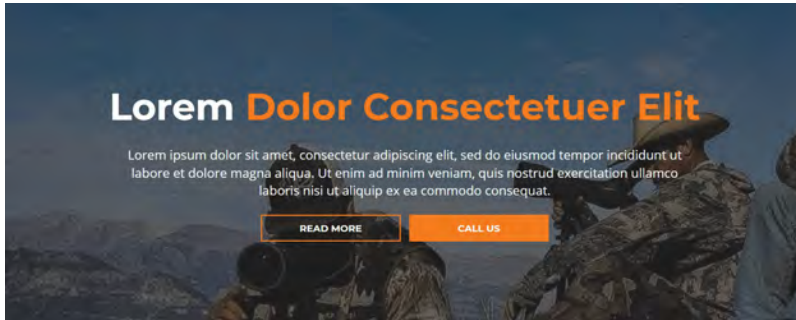 Lorem Dolor Consectetuer Elit
Lorem ipsum dolor sit amet, consectetur adipiscing elit, sed do eiusmod tempor incididunt ut
labore et dolore magna aliqua. Ut enim ad minim veniam, quis nostrud exercitation ullamco
laboris nisi ut aliquip ex ea commodo consequat.
READ MORE
CALL US